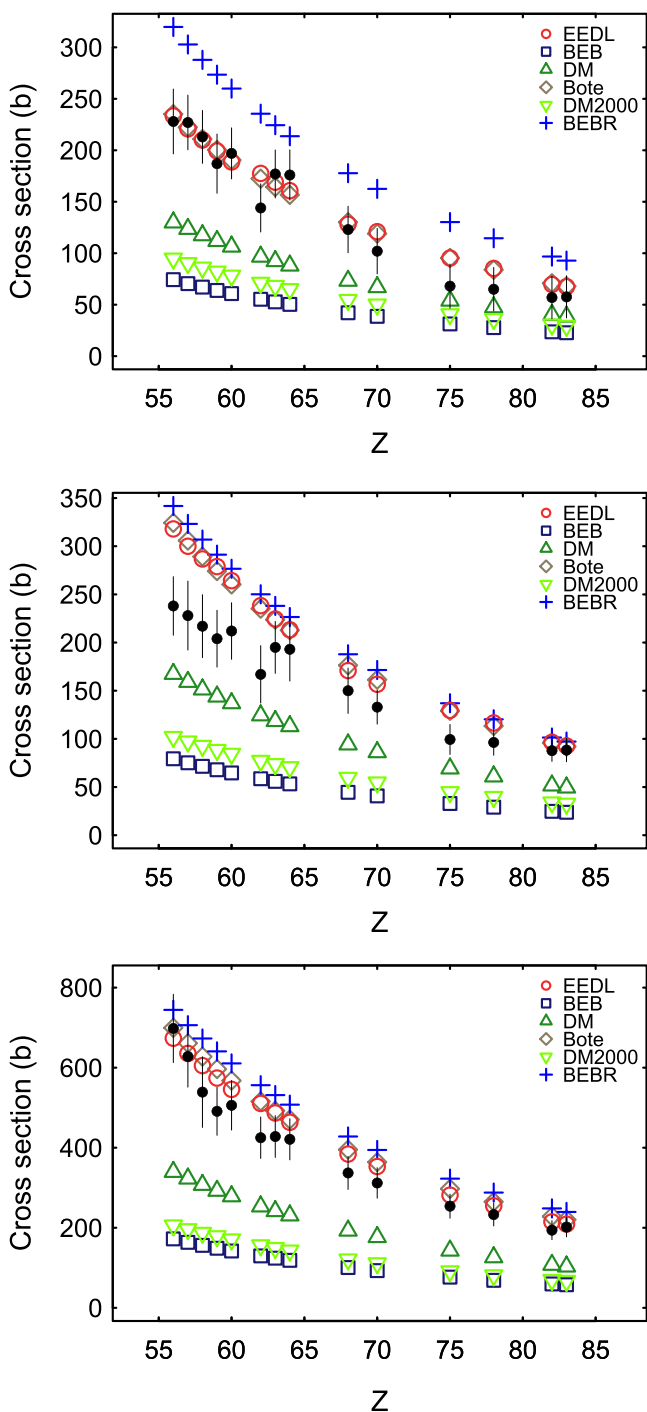 Cross section (b)
300
250
200
150
100
50
0
EEDL
BEB
DM
Bote
DM2000
BEBR
55 60 65 70 75 80 85
Z
Cross section (b)
350
300
250
200
150
100
50
0
EEDL
BEB
DM
Bote
DM2000
BEBR
55 60 65 70 75 80 85
Z
Cross section (b)
800
600
400
200
0
EEDL
BEB
DM
Bote
DM2000
BEBR
55 60 65 70 75 80 85
Z